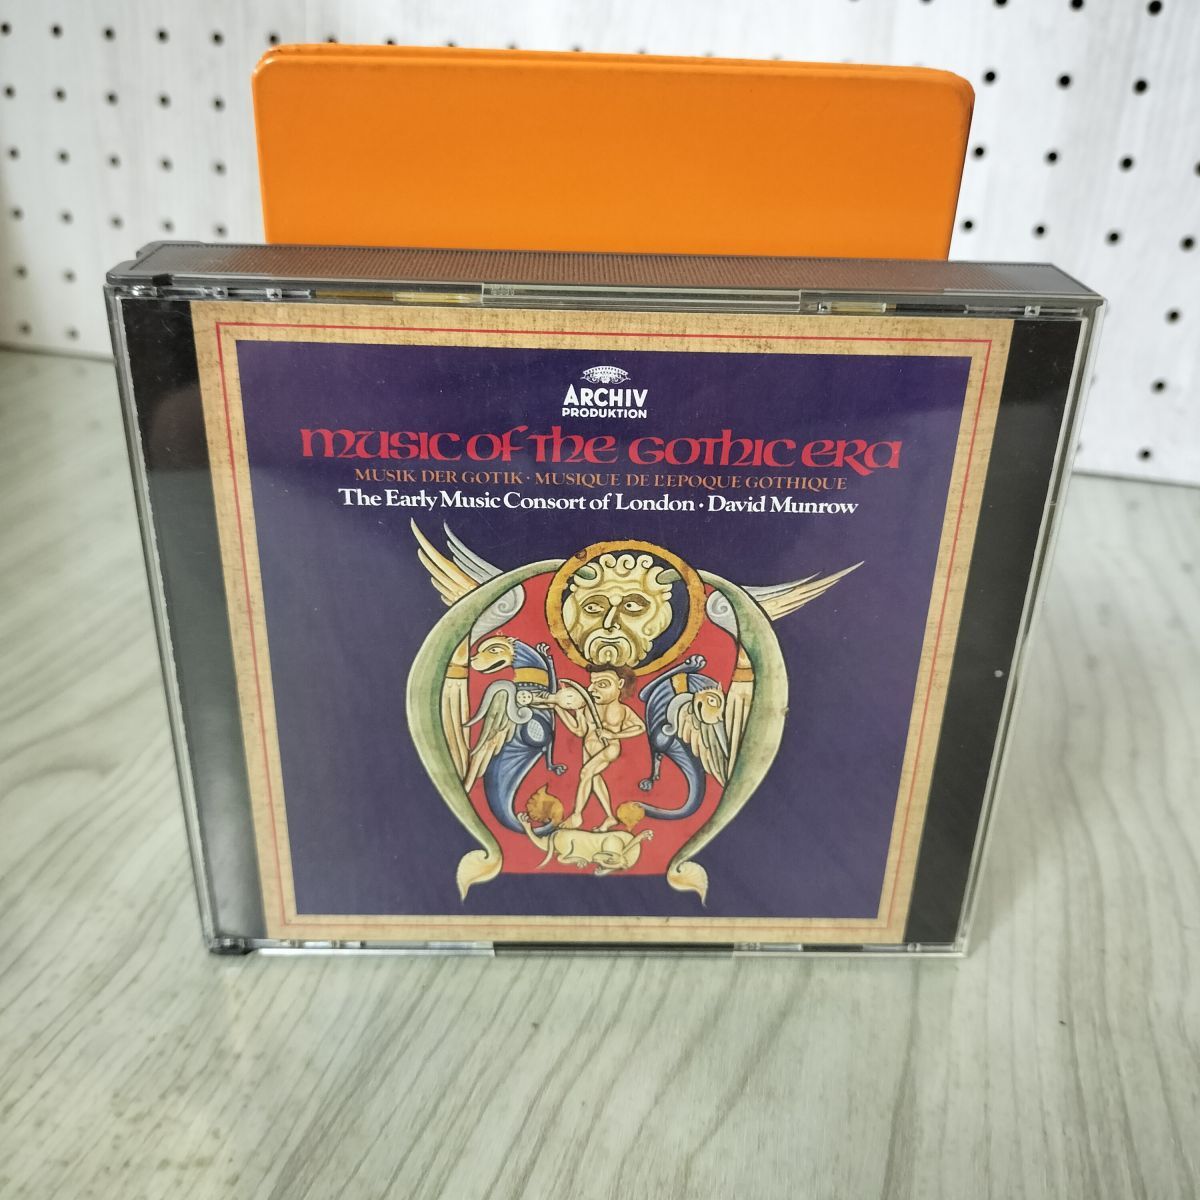 ARCHIV
PRODUKTION
MUSIC OF THE GOTHIC ERA
MUSIK DER GOTIK · MUSIQUE DE L'EPOQUE GOTHIQUE
The Early Music Consort of London · David Munrow